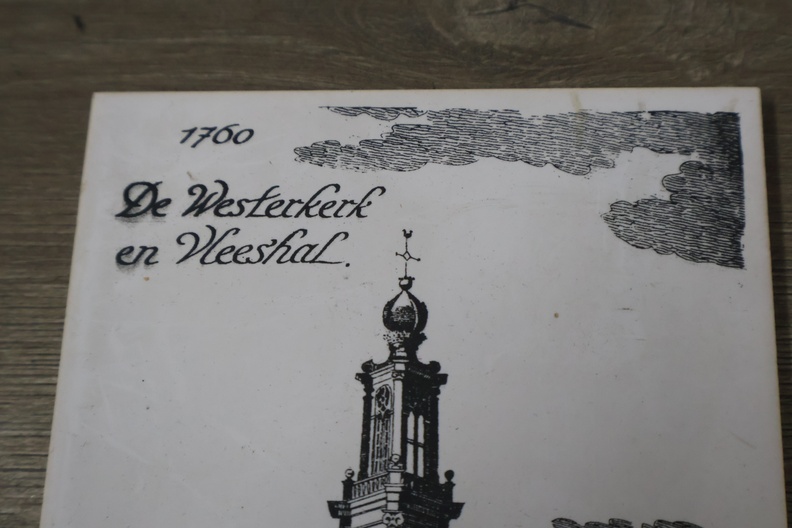 1760
De Westerkerk
en Vleeshal.